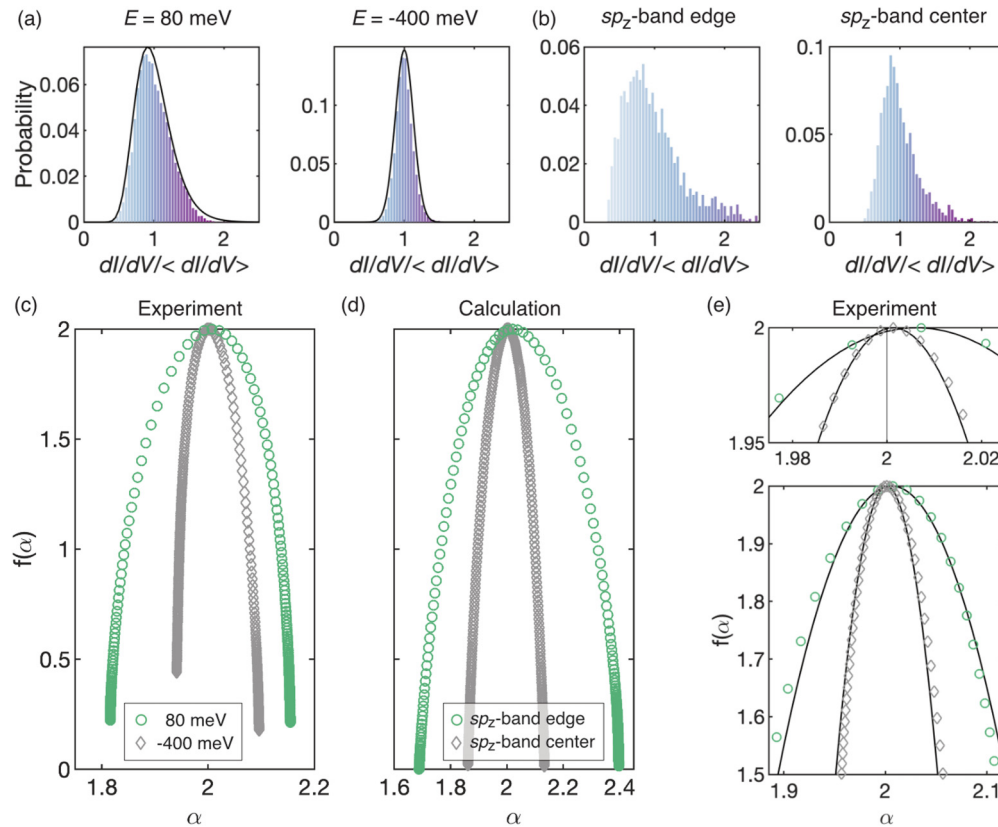 (a)
E = 80 meV
E = -400 meV
(b)
spz-band edge
spz-band center
Probability
0.06
0.04
0.02
0
0 1 2
dI/dV/< dI/dV>
0.1
0.05
0
0 1 2
dI/dV/< dI/dV>
0.06
0.04
0.02
0
0 1 2
dI/dV/< dI/dV>
0.1
0.05
0
0 1 2
dI/dV/< dI/dV>
(c)
Experiment
f(α)
2
1.5
1
0.5
0
80 meV
-400 meV
1.8 2 2.2
α
(d)
Calculation
spz-band edge
spz-band center
1.6 1.8 2 2.2 2.4
α
(e)
Experiment
2
1.95
1.98 2 2.02
f(α)
2
1.9
1.8
1.7
1.6
1.5
1.9 2 2.1
α